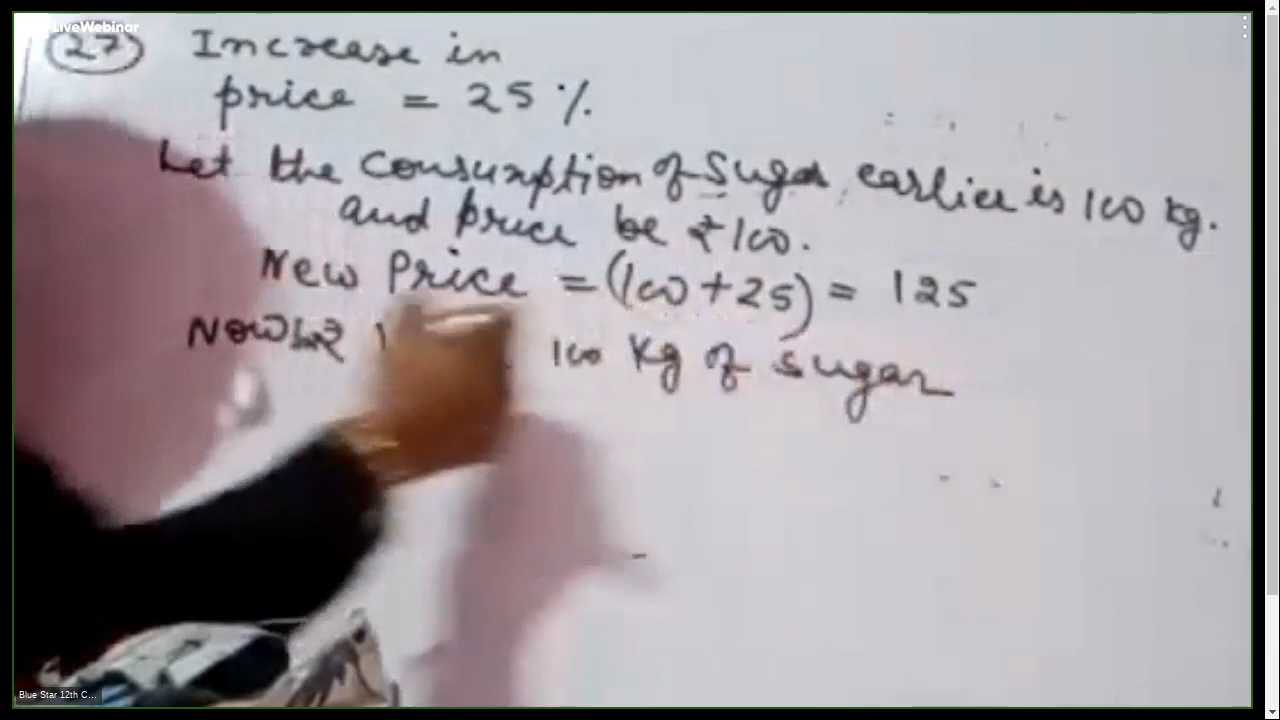 LiveWebinar
27 Increase in
price = 25 %.
Let the consumption of Sugar earlier is 100 kg.
and price be ₹100.
New Price = (100+25) = 125
Now 100 Kg of sugar
Blue Star 12th C...